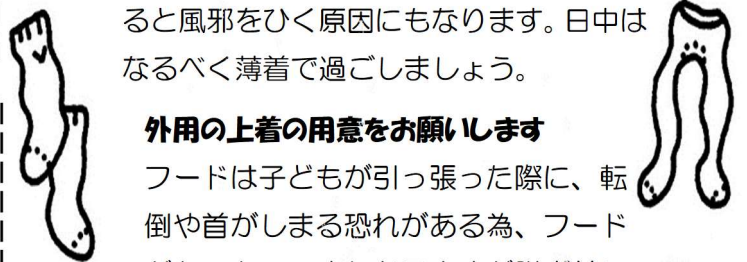 ると風邪をひく原因にもなります。日中は
なるべく薄着で過ごしましょう。
外用の上着の用意をお願いします
フードは子どもが引っ張った際に、転
倒や首がしまる恐れがある為、フード